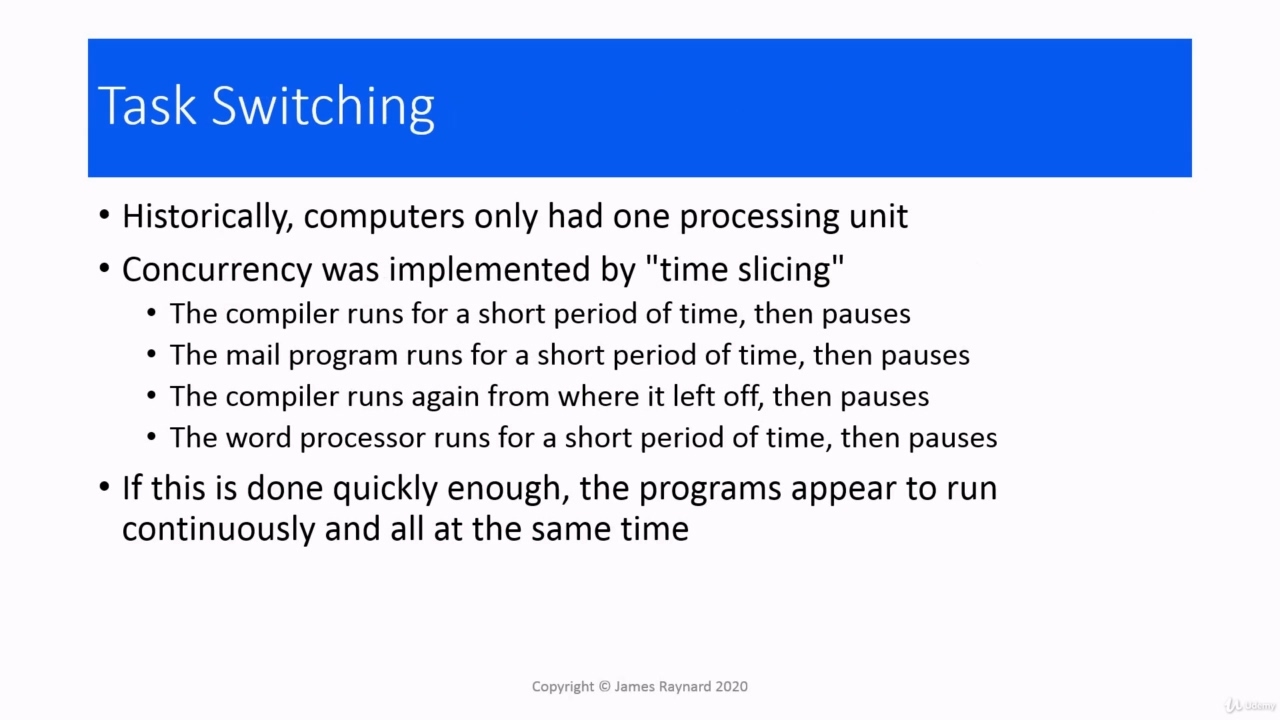 Task Switching
• Historically, computers only had one processing unit
• Concurrency was implemented by "time slicing"
• The compiler runs for a short period of time, then pauses
• The mail program runs for a short period of time, then pauses
• The compiler runs again from where it left off, then pauses
• The word processor runs for a short period of time, then pauses
• If this is done quickly enough, the programs appear to run
continuously and all at the same time
Copyright © James Raynard 2020
Udemy